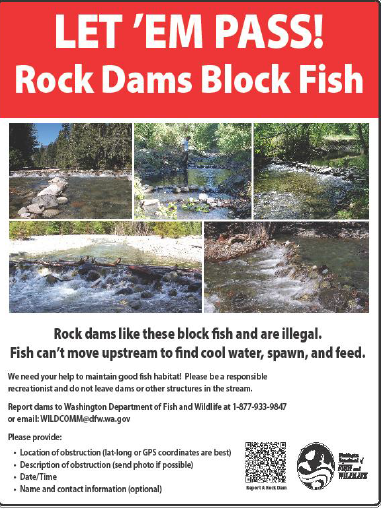 LET ’EM PASS!
Rock Dams Block Fish
Rock dams like these block fish and are illegal.
Fish can’t move upstream to find cool water, spawn, and feed.
We need your help to maintain good fish habitat!  Please be a responsible
recreationist and do not leave dams or other structures in the stream.
Report dams to Washington Department of Fish and Wildlife at 1-877-933-9847
or email: WILDCOMM@dfw.wa.gov
Please provide:
• Location of obstruction (lat-long or GPS coordinates are best)
• Description of obstruction (send photo if possible)
• Date/Time
• Name and contact information (optional)
Report A Rock Dam
Washington
Department of
FISH and
WILDLIFE